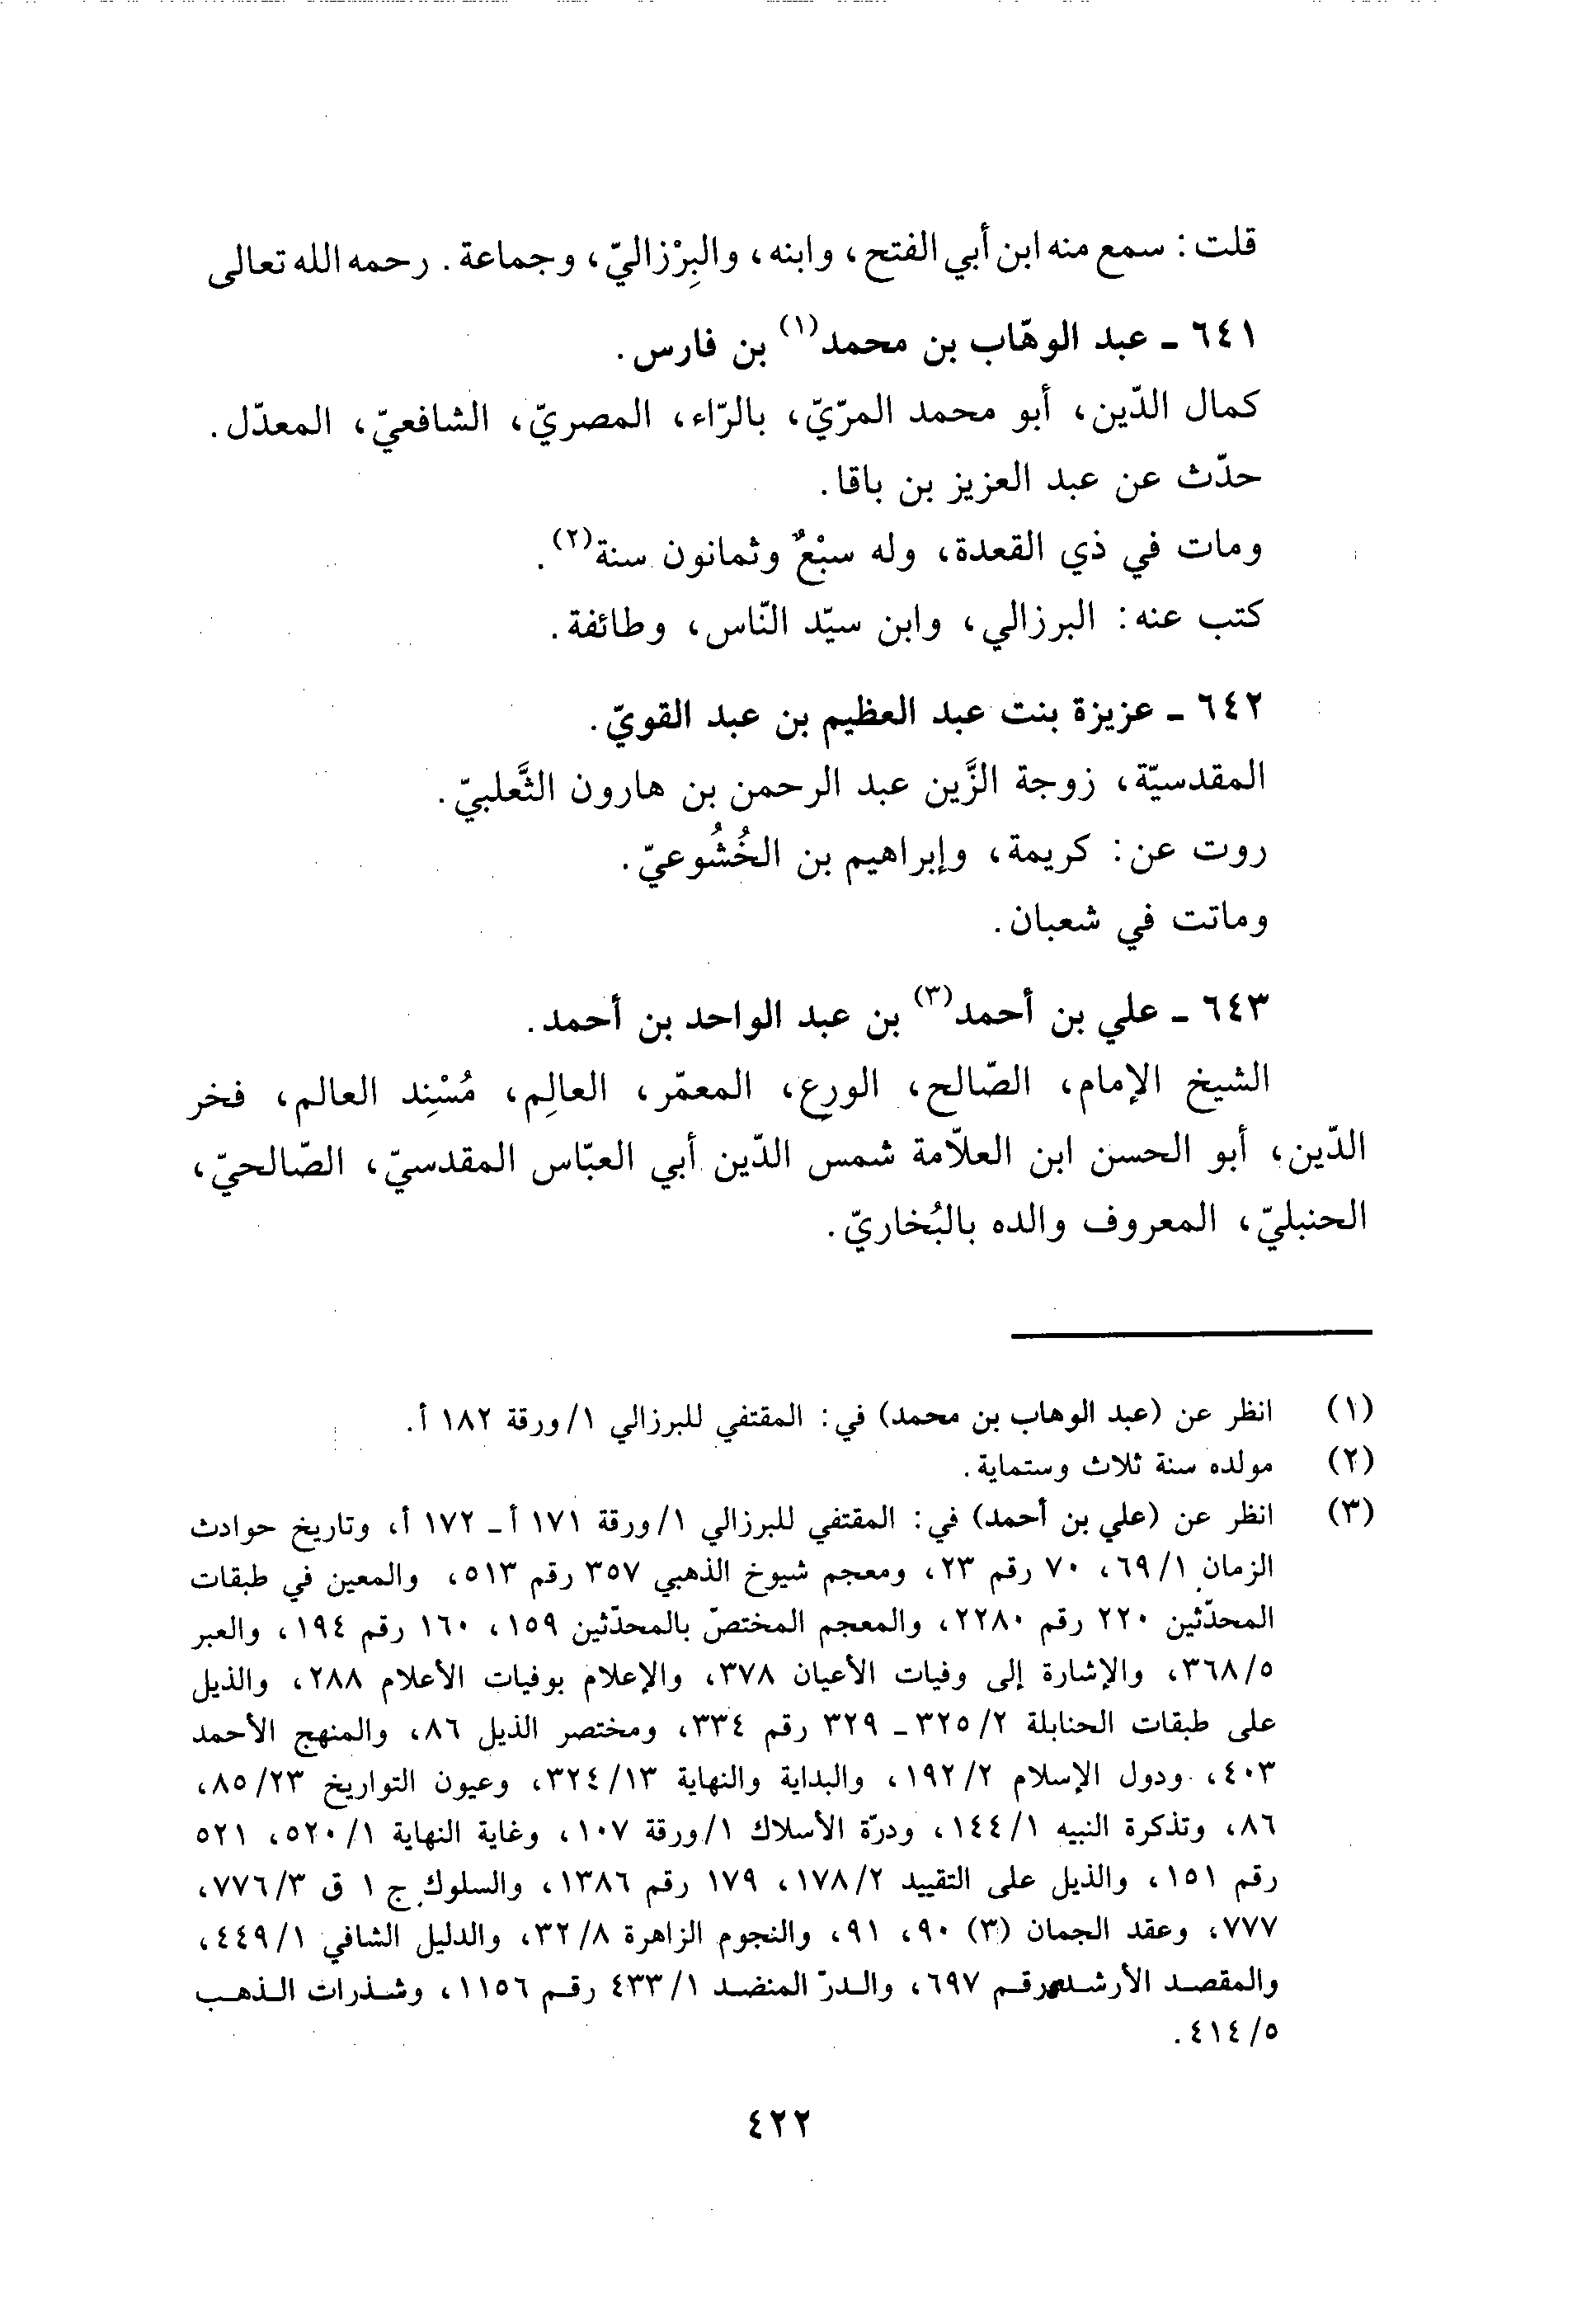 قلت: سمع منه ابن أبي الفتح، وابنه، والبِرْزاليّ، وجماعة. رحمه الله تعالى
٦٤١ ـ عبد الوهّاب بن محمد(١) بن فارس.
كمال الدّين، أبو محمد المرّيّ، بالرّاء، المصريّ، الشافعيّ، المعدّل.
حدّث عن عبد العزيز بن باقا.
ومات في ذي القعدة، وله سبْعٌ وثمانون سنة(٢).
كتب عنه: البرزالي، وابن سيّد النّاس، وطائفة.
٦٤٢ ـ عزيزة بنت عبد العظيم بن عبد القويّ.
المقدسيّة، زوجة الزَّين عبد الرحمن بن هارون الثَّعلبيّ.
روت عن: كريمة، وإبراهيم بن الخُشُوعيّ.
وماتت في شعبان.
٦٤٣ ـ علي بن أحمد(٣) بن عبد الواحد بن أحمد.
الشيخ الإمام، الصّالح، الورِع، المعمّر، العالِم، مُسْنِد العالم، فخر
الدّين، أبو الحسن ابن العلاّمة شمس الدّين أبي العبّاس المقدسيّ، الصّالحيّ،
الحنبليّ، المعروف والده بالبُخاريّ.
(١) انظر عن (عبد الوهاب بن محمد) في: المقتفي للبرزالي ١/ورقة ١٨٢ أ.
(٢) مولده سنة ثلاث وستماية.
(٣) انظر عن (علي بن أحمد) في: المقتفي للبرزالي ١/ورقة ١٧١ أ ـ ١٧٢ أ، وتاريخ حوادث
الزمان ١/٦٩، ٧٠ رقم ٢٣، ومعجم شيوخ الذهبي ٣٥٧ رقم ٥١٣، والمعين في طبقات
المحدّثين ٢٢٠ رقم ٢٢٨٠، والمعجم المختصّ بالمحدّثين ١٥٩، ١٦٠ رقم ١٩٤، والعبر
٥/٣٦٨، والإشارة إلى وفيات الأعيان ٣٧٨، والإعلام بوفيات الأعلام ٢٨٨، والذيل
على طبقات الحنابلة ٢/٣٢٥ ـ ٣٢٩ رقم ٣٣٤، ومختصر الذيل ٨٦، والمنهج الأحمد
٤٠٣، ودول الإسلام ٢/١٩٢، والبداية والنهاية ١٣/٣٢٤، وعيون التواريخ ٢٣/٨٥،
٨٦، وتذكرة النبيه ١/١٤٤، ودرّة الأسلاك ١/ورقة ١٠٧، وغاية النهاية ١/٥٢٠، ٥٢١
رقم ١٥١، والذيل على التقييد ٢/١٧٨، ١٧٩ رقم ١٣٨٦، والسلوك ج ١ ق ٣/٧٧٦،
٧٧٧، وعقد الجمان (٣) ٩٠، ٩١، والنجوم الزاهرة ٨/٣٢، والدليل الشافي ١/٤٤٩،
والمقصد الأرشد رقم ٦٩٧، والدرّ المنضد ١/٤٣٣ رقم ١١٥٦، وشذرات الذهب
٥/٤١٤.
٤٢٢